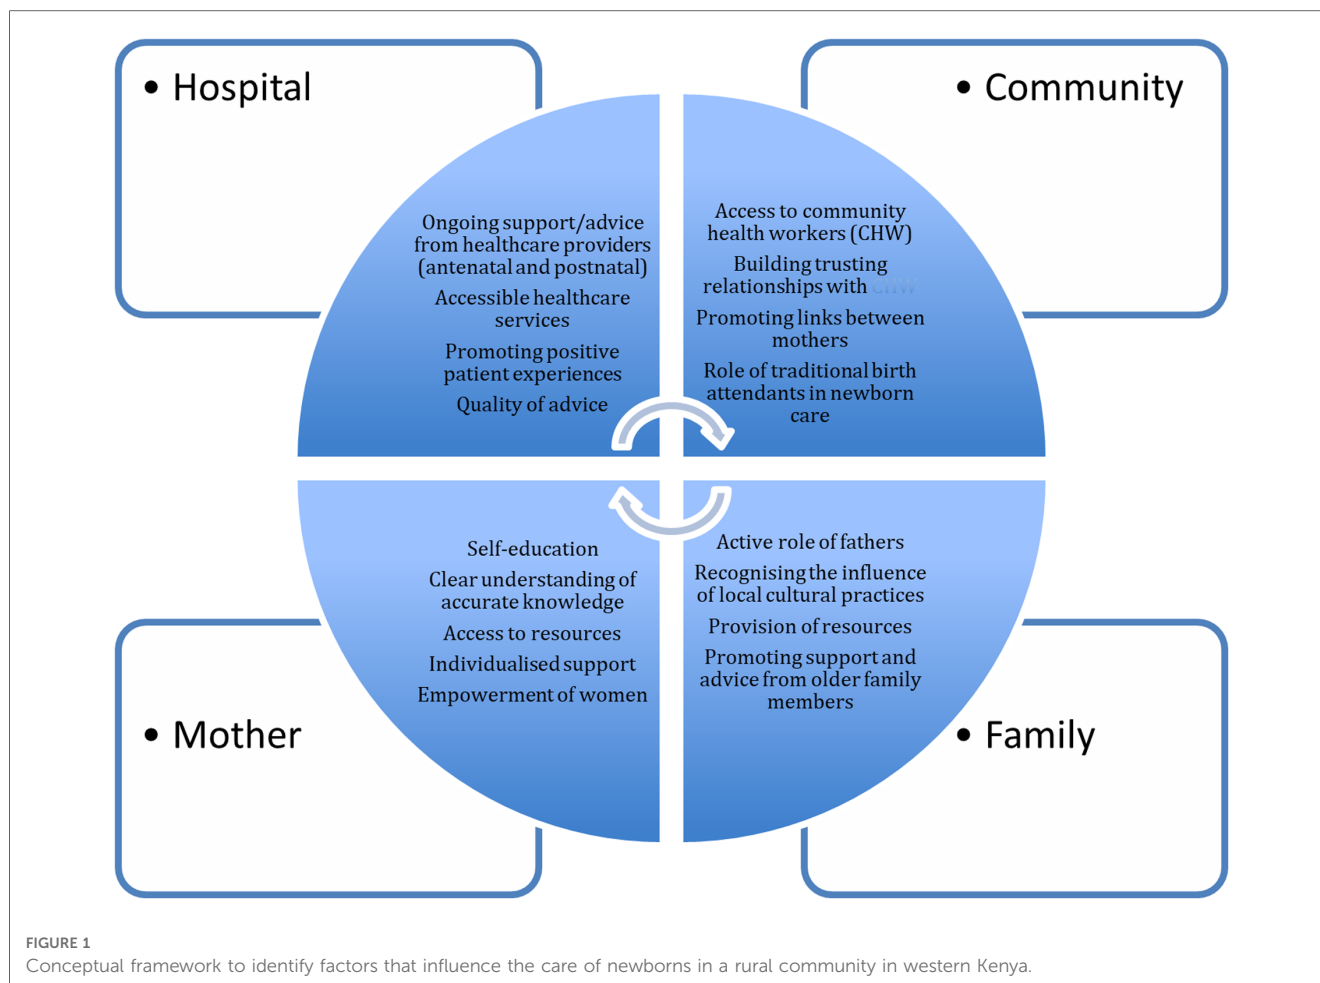 • Hospital
Ongoing support/advice
from healthcare providers
(antenatal and postnatal)
Accessible healthcare
services
Promoting positive
patient experiences
Quality of advice
• Community
Access to community
health workers (CHW)
Building trusting
relationships with CHW
Promoting links between
mothers
Role of traditional birth
attendants in newborn
care
• Mother
Self-education
Clear understanding of
accurate knowledge
Access to resources
Individualised support
Empowerment of women
• Family
Active role of fathers
Recognising the influence
of local cultural practices
Provision of resources
Promoting support and
advice from older family
members
FIGURE 1
Conceptual framework to identify factors that influence the care of newborns in a rural community in western Kenya.